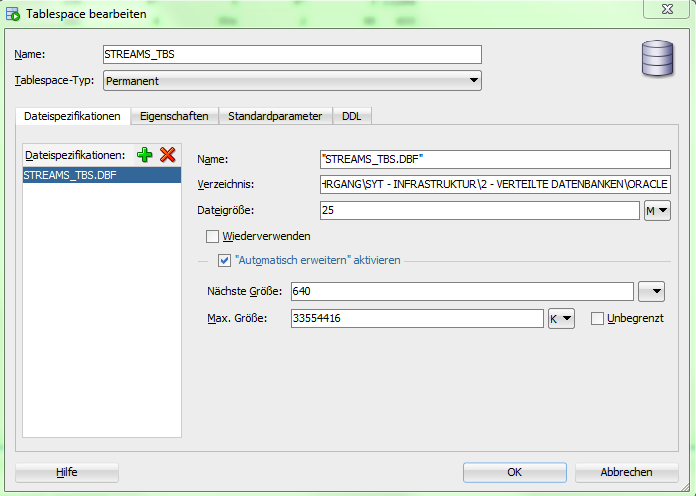 Tablespace bearbeiten
Name: STREAMS_TBS
Tablespace-Typ: Permanent
Dateispezifikationen Eigenschaften Standardparameter DDL
Dateispezifikationen:
STREAMS_TBS.DBF
Name: "STREAMS_TBS.DBF"
Verzeichnis: HRGANG\SYT - INFRASTRUKTUR\2 - VERTEILTE DATENBANKEN\ORACLE
Dateigröße: 25 M
Wiederverwenden
"Automatisch erweitern" aktivieren
Nächste Größe: 640
Max. Größe: 33554416 K Unbegrenzt
Hilfe OK Abbrechen